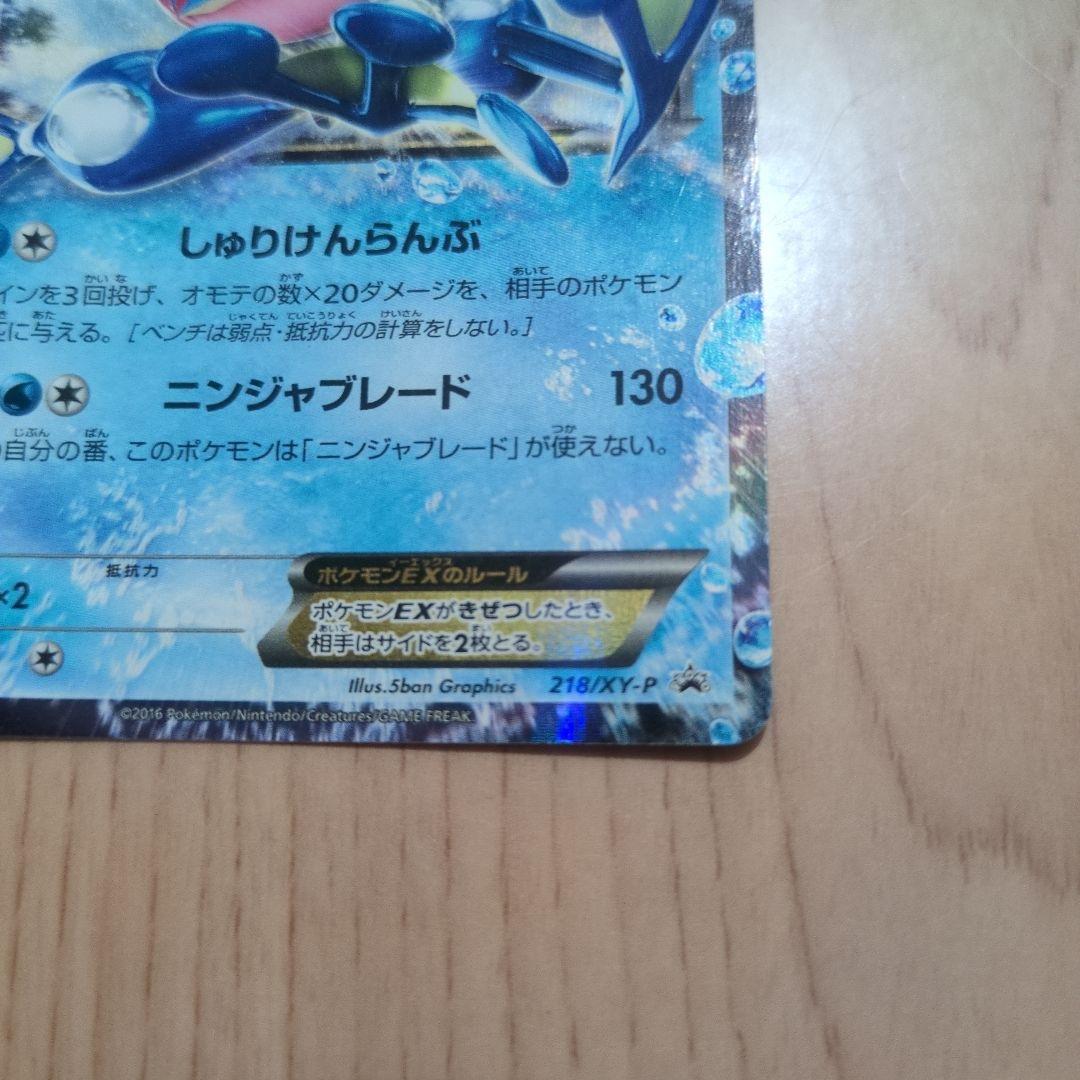 しゅりけんらんぶ
インを3回投げ、オモテの数×20ダメージを、相手のポケモン
に与える。[ベンチは弱点・抵抗力の計算をしない。]
ニンジャブレード 130
自分の番、このポケモンは「ニンジャブレード」が使えない。
抵抗力
×2
ポケモンEXのルール
ポケモンEXがきぜつしたとき、
相手はサイドを2枚とる。
Illus.5ban Graphics 218/XY-P
©2016 Pokémon/Nintendo/Creatures/GAME FREAK.